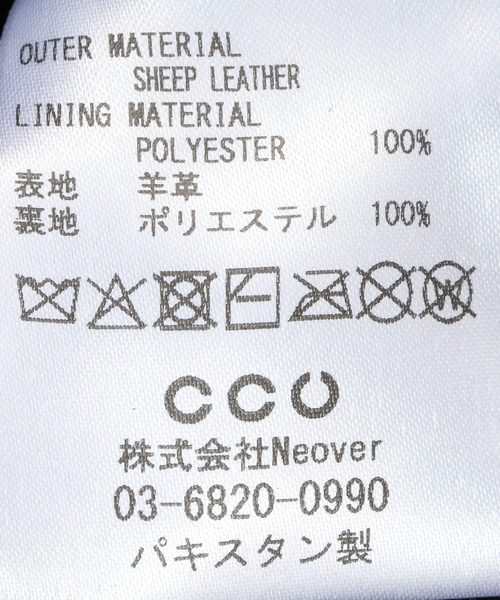 OUTER MATERIAL
SHEEP LEATHER
LINING MATERIAL
POLYESTER 100%
表地 羊革
裏地 ポリエステル 100%
W
CCU
株式会社Neover
03-6820-0990
パキスタン製